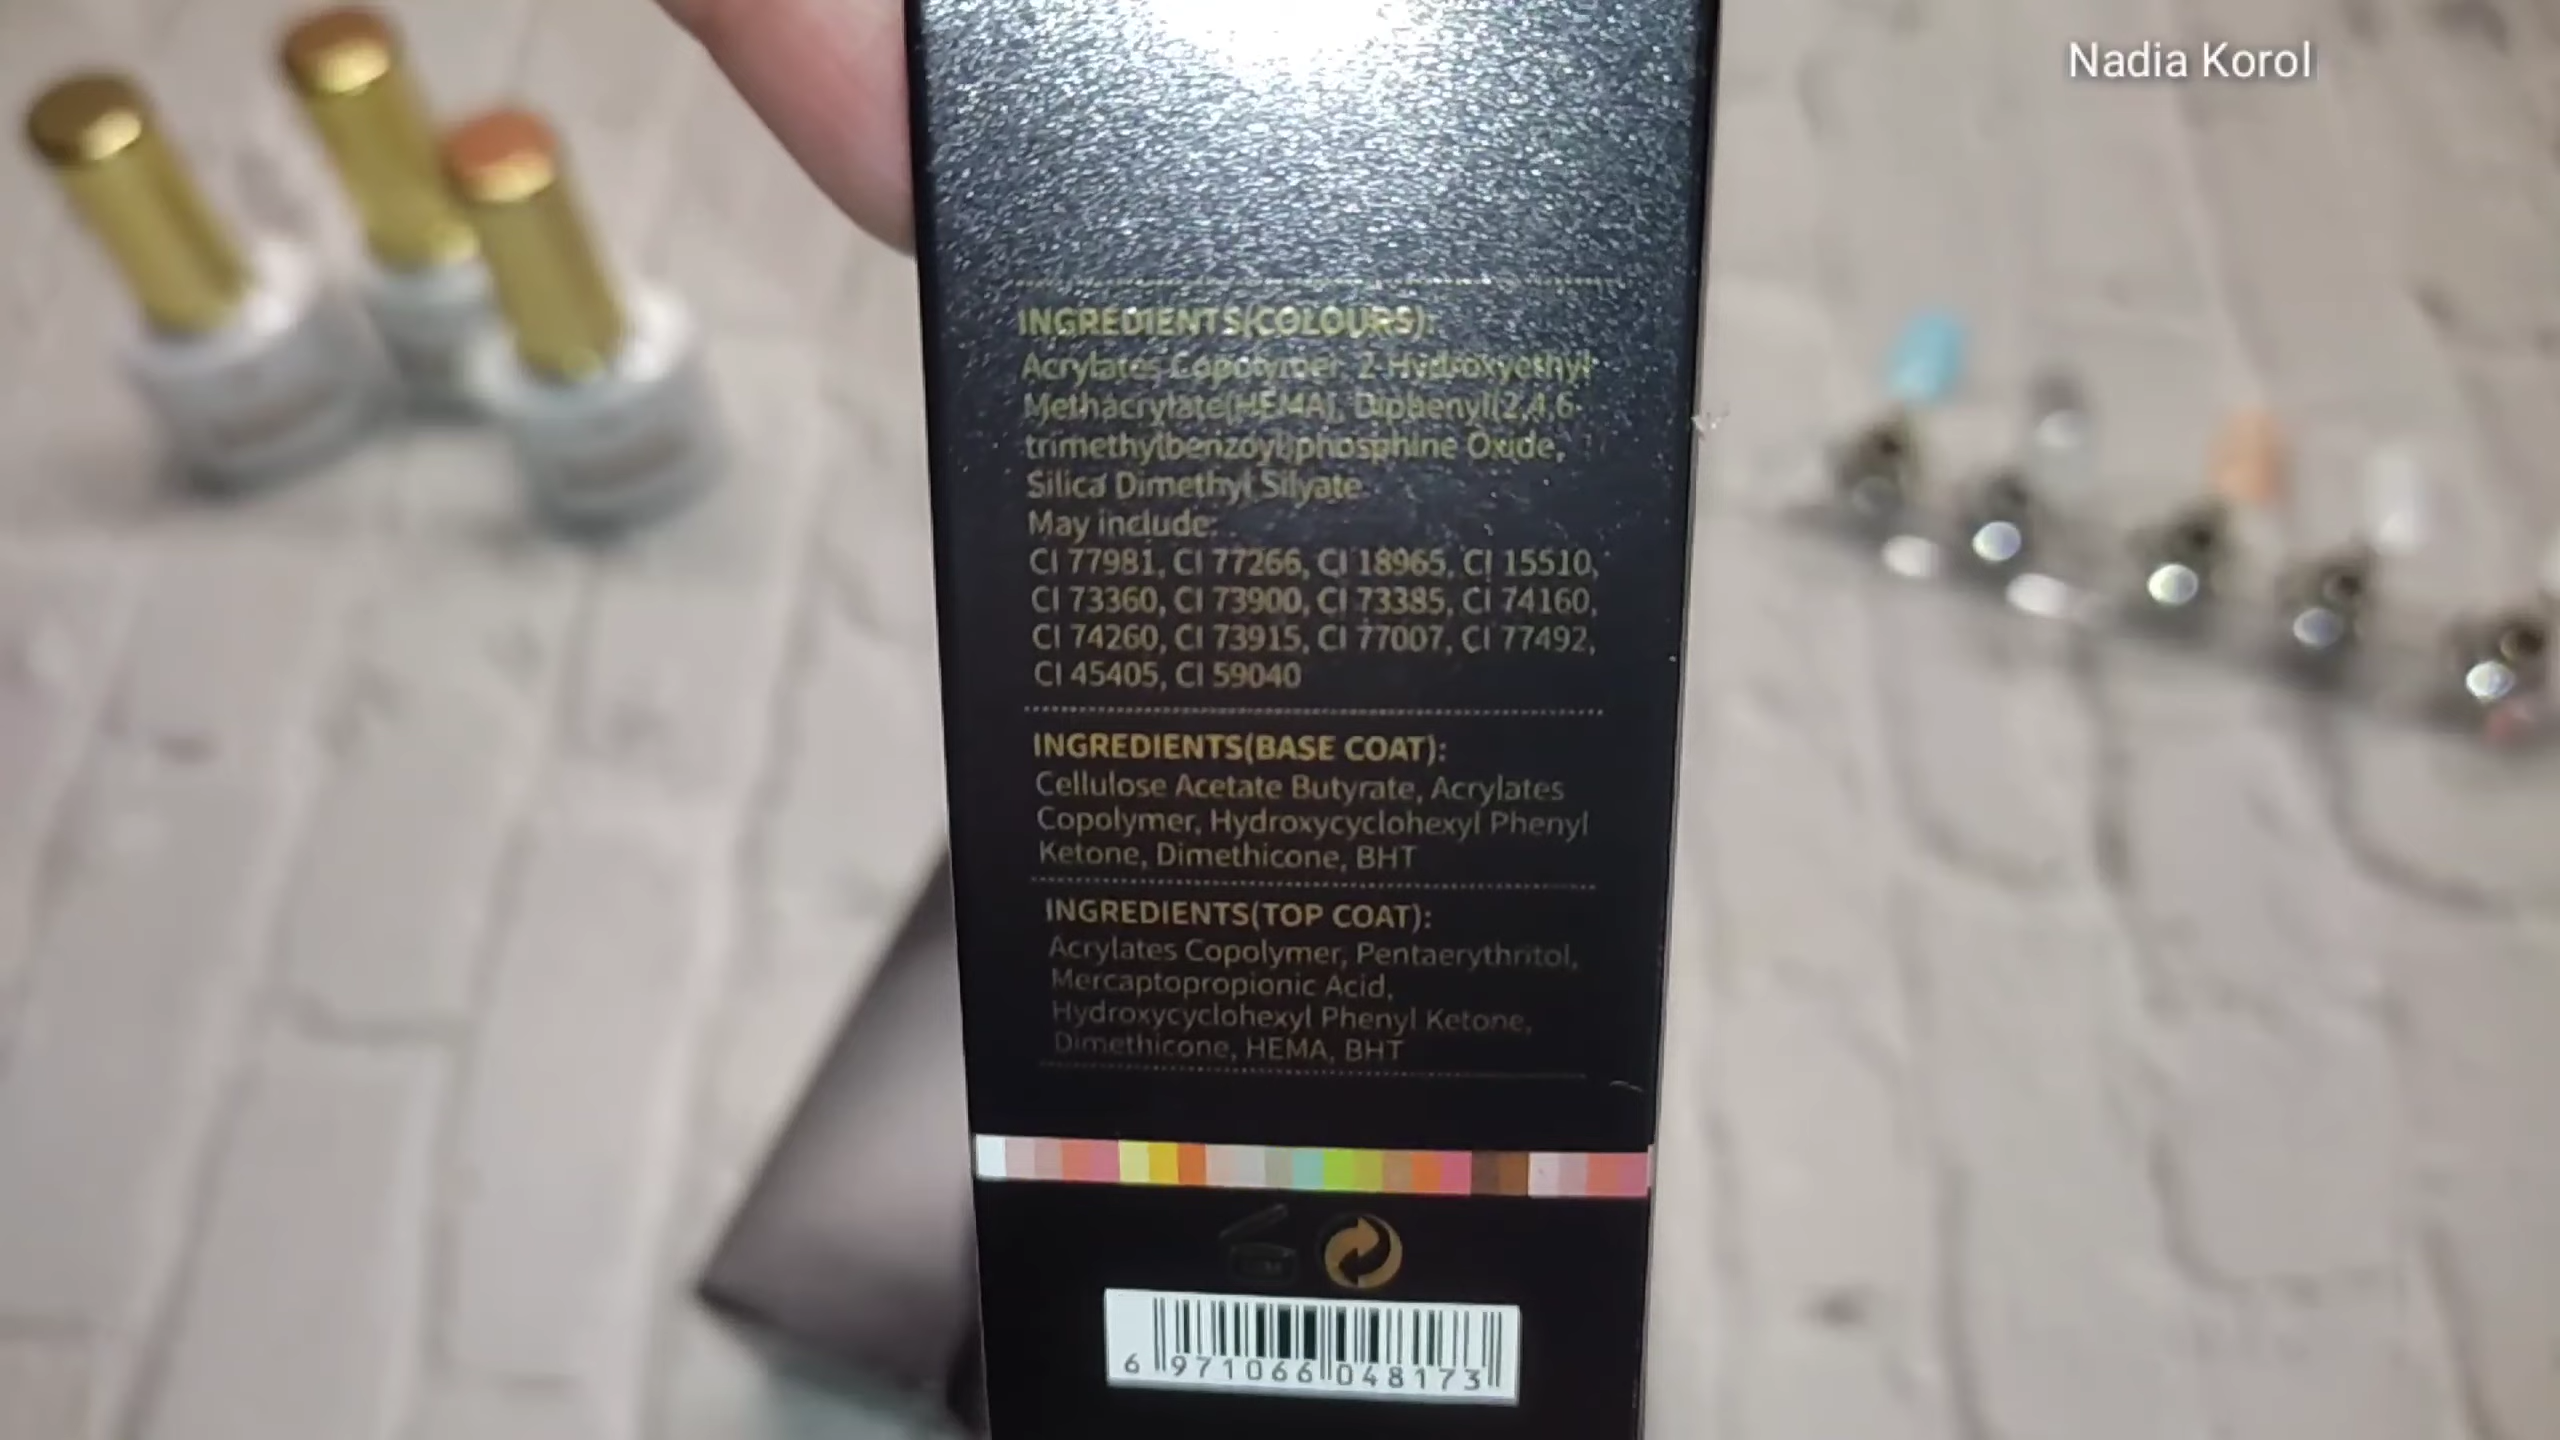 Nadia Korol
INGREDIENTS(COLOURS):
Acrylates Copolymer, 2-Hydroxyethyl
Methacrylate(HEMA), Diphenyl(2,4,6-
trimethylbenzoyl)phosphine Oxide,
Silica Dimethyl Silyate
May include:
CI 77981, CI 77266, CI 18965, CI 15510,
CI 73360, CI 73900, CI 73385, CI 74160,
CI 74260, CI 73915, CI 77007, CI 77492,
CI 45405, CI 59040
INGREDIENTS(BASE COAT):
Cellulose Acetate Butyrate, Acrylates
Copolymer, Hydroxycyclohexyl Phenyl
Ketone, Dimethicone, BHT
INGREDIENTS(TOP COAT):
Acrylates Copolymer, Pentaerythritol,
Mercaptopropionic Acid,
Hydroxycyclohexyl Phenyl Ketone,
Dimethicone, HEMA, BHT
6 971066 048173